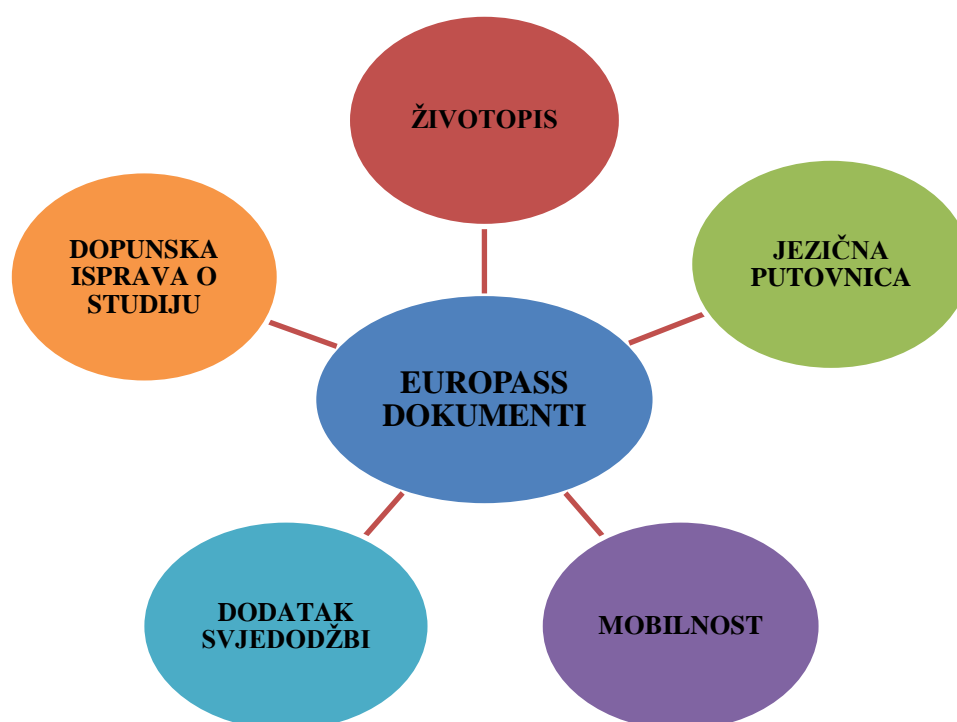 ŽIVOTOPIS
DOPUNSKA
ISPRAVA O
STUDIJU
JEZIČNA
PUTOVNICA
EUROPASS
DOKUMENTI
DODATAK
SVJEDODŽBI
MOBILNOST